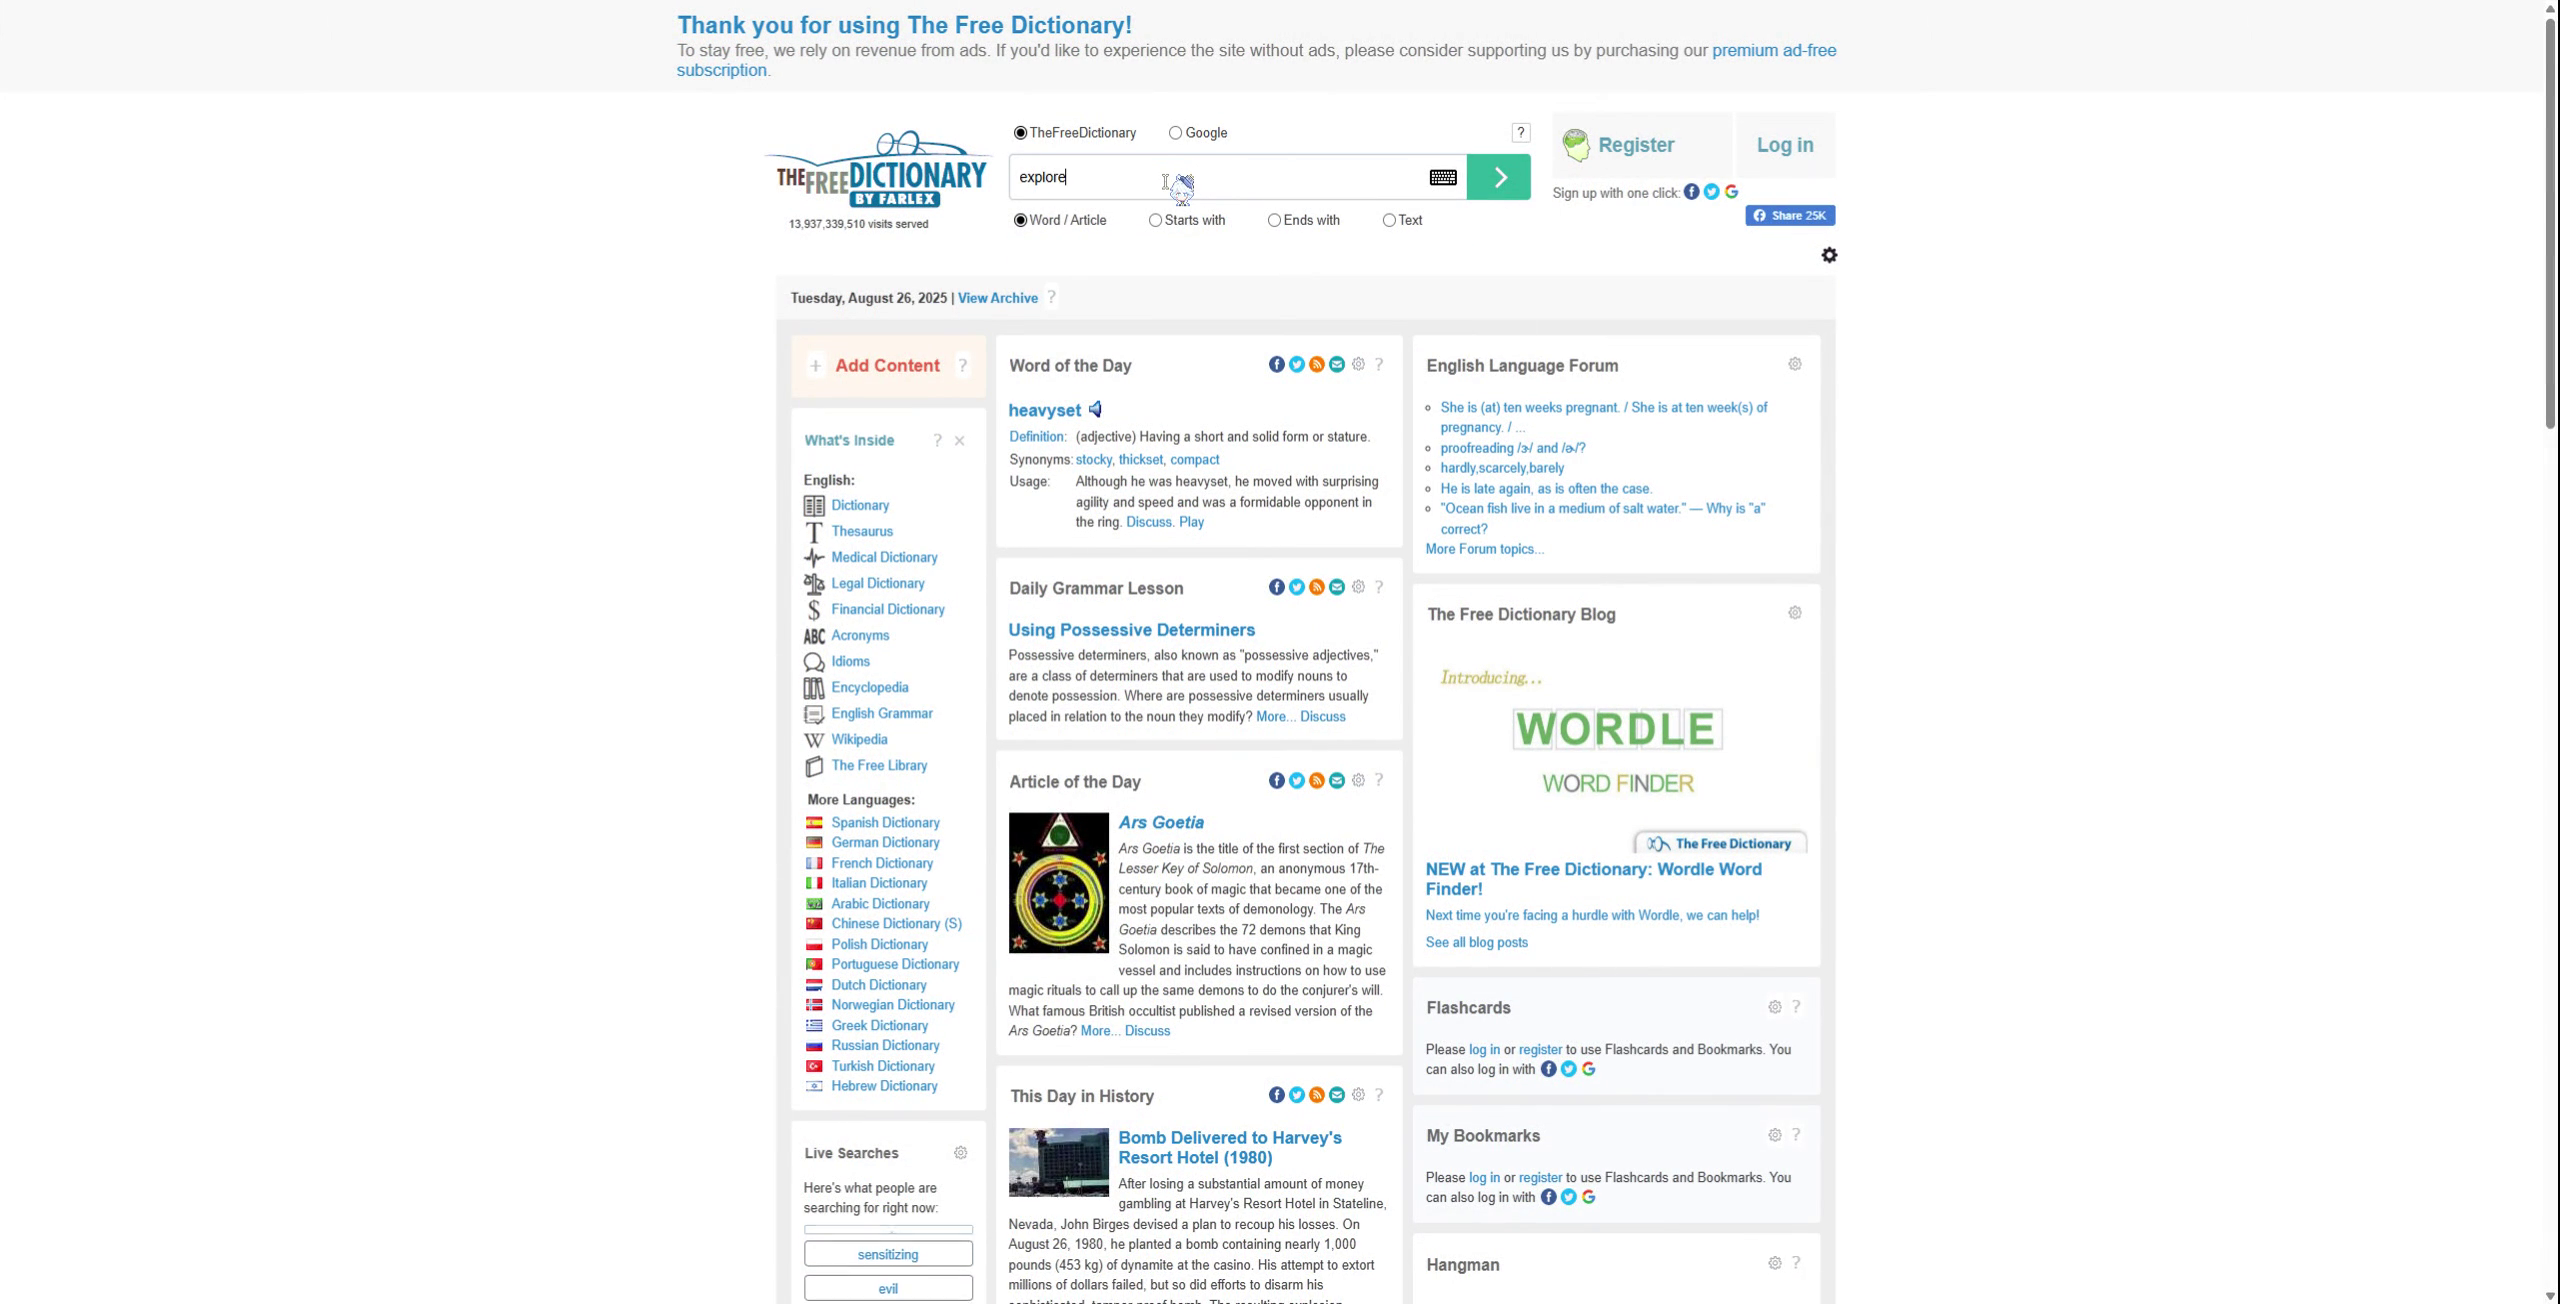 Thank you for using The Free Dictionary!
To stay free, we rely on revenue from ads. If you'd like to experience the site without ads, please consider supporting us by purchasing our premium ad-free
subscription.
TheFreeDictionary Google ?
THE FREE DICTIONARY
BY FARLEX
13,937,339,510 visits served
explore
Word / Article Starts with Ends with Text
Register Log in
Sign up with one click:
Share 25K
Tuesday, August 26, 2025 | View Archive ?
+ Add Content ?
What's Inside ? ×
English:
Dictionary
Thesaurus
Medical Dictionary
Legal Dictionary
$ Financial Dictionary
ABC Acronyms
Idioms
Encyclopedia
English Grammar
W Wikipedia
The Free Library
More Languages:
Spanish Dictionary
German Dictionary
French Dictionary
Italian Dictionary
Arabic Dictionary
Chinese Dictionary (S)
Polish Dictionary
Portuguese Dictionary
Dutch Dictionary
Norwegian Dictionary
Greek Dictionary
Russian Dictionary
Turkish Dictionary
Hebrew Dictionary
Live Searches
Here's what people are
searching for right now:
sensitizing
evil
Word of the Day ?
heavyset
Definition: (adjective) Having a short and solid form or stature.
Synonyms: stocky, thickset, compact
Usage: Although he was heavyset, he moved with surprising
agility and speed and was a formidable opponent in
the ring. Discuss. Play
Daily Grammar Lesson ?
Using Possessive Determiners
Possessive determiners, also known as "possessive adjectives,"
are a class of determiners that are used to modify nouns to
denote possession. Where are possessive determiners usually
placed in relation to the noun they modify? More... Discuss
Article of the Day ?
Ars Goetia
Ars Goetia is the title of the first section of The
Lesser Key of Solomon, an anonymous 17th-
century book of magic that became one of the
most popular texts of demonology. The Ars
Goetia describes the 72 demons that King
Solomon is said to have confined in a magic
vessel and includes instructions on how to use
magic rituals to call up the same demons to do the conjurer's will.
What famous British occultist published a revised version of the
Ars Goetia? More... Discuss
This Day in History ?
Bomb Delivered to Harvey's
Resort Hotel (1980)
After losing a substantial amount of money
gambling at Harvey's Resort Hotel in Stateline,
Nevada, John Birges devised a plan to recoup his losses. On
August 26, 1980, he planted a bomb containing nearly 1,000
pounds (453 kg) of dynamite at the casino. His attempt to extort
millions of dollars failed, but so did efforts to disarm his
English Language Forum
She is (at) ten weeks pregnant. / She is at ten week(s) of
pregnancy. / ...
proofreading /ɝ/ and /ɚ/?
hardly,scarcely,barely
He is late again, as is often the case.
"Ocean fish live in a medium of salt water." — Why is "a"
correct?
More Forum topics...
The Free Dictionary Blog
Introducing...
WORDLE
WORD FINDER
The Free Dictionary
NEW at The Free Dictionary: Wordle Word
Finder!
Next time you're facing a hurdle with Wordle, we can help!
See all blog posts
Flashcards ?
Please log in or register to use Flashcards and Bookmarks. You
can also log in with
My Bookmarks ?
Please log in or register to use Flashcards and Bookmarks. You
can also log in with
Hangman ?